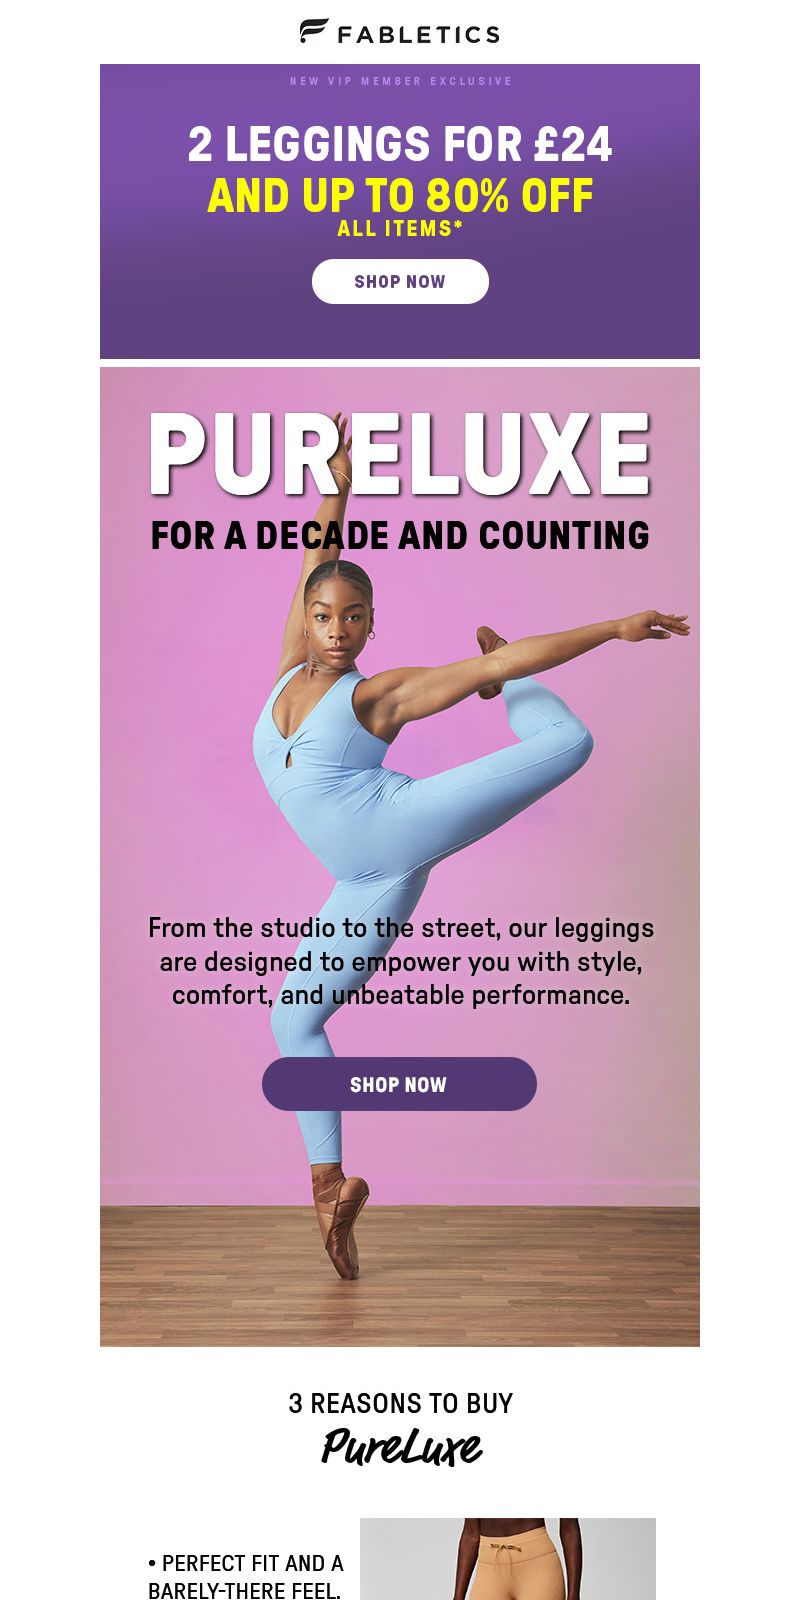 FABLETICS
NEW VIP MEMBER EXCLUSIVE
2 LEGGINGS FOR £24
AND UP TO 80% OFF
ALL ITEMS*
SHOP NOW
PURELUXE
FOR A DECADE AND COUNTING
From the studio to the street, our leggings
are designed to empower you with style,
comfort, and unbeatable performance.
SHOP NOW
3 REASONS TO BUY
PureLuxe
• PERFECT FIT AND A
BARELY-THERE FEEL.